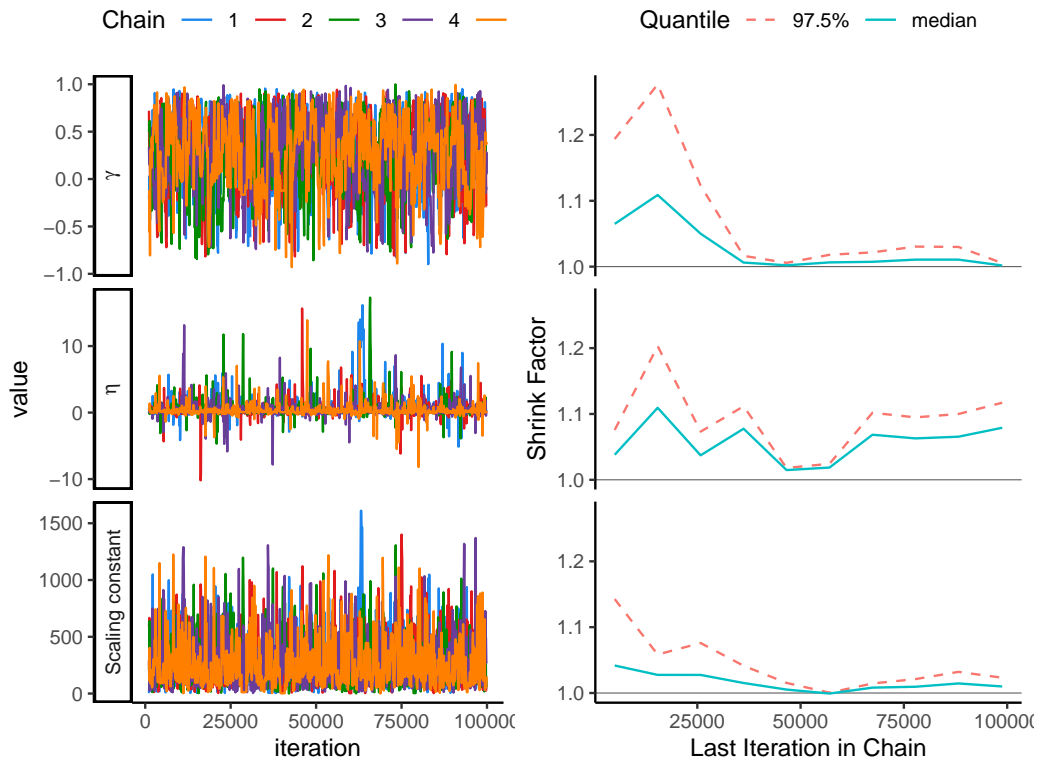 Chain 1 2 3 4
Quantile 97.5% median
1.0
0.5
0.0
−0.5
−1.0
γ
10
0
−10
η
1500
1000
500
0
Scaling constant
value
0 25000 50000 75000 100000
iteration
1.2
1.1
1.0
1.2
1.1
1.0
1.2
1.1
1.0
Shrink Factor
25000 50000 75000 100000
Last Iteration in Chain